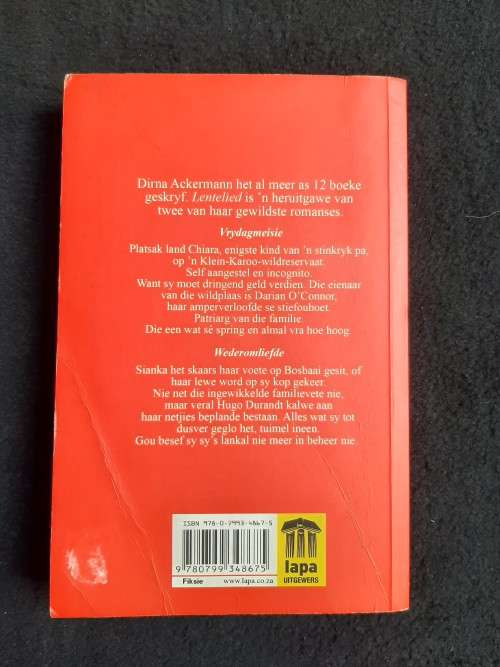 Dirna Ackermann het al meer as 12 boeke
geskryf. Lentelied is 'n heruitgawe van
twee van haar gewildste romanses.
Vrydagmeisie
Platsak land Chiara, enigste kind van 'n stinkryk pa,
op 'n Klein-Karoo-wildreservaat.
Self aangestel en incognito.
Want sy moet dringend geld verdien. Die eienaar
van die wildplaas is Darian O'Connor,
haar amperverloofde se stiefouboet.
Patriarg van die familie.
Die een wat sê spring en almal vra hoe hoog.
Wederomliefde
Sianka het skaars haar voete op Bosbaai gesit, of
haar lewe word op sy kop gekeer.
Nie net die ingewikkelde familievete nie,
maar veral Hugo Durandt kalwe aan
haar netjies beplande bestaan. Alles wat sy tot
dusver geglo het, tuimel ineen.
Gou besef sy sy's lankal nie meer in beheer nie.
ISBN 978-0-7993-4867-5
9 780799 348675
Fiksie www.lapa.co.za
lapa
UITGEWERS